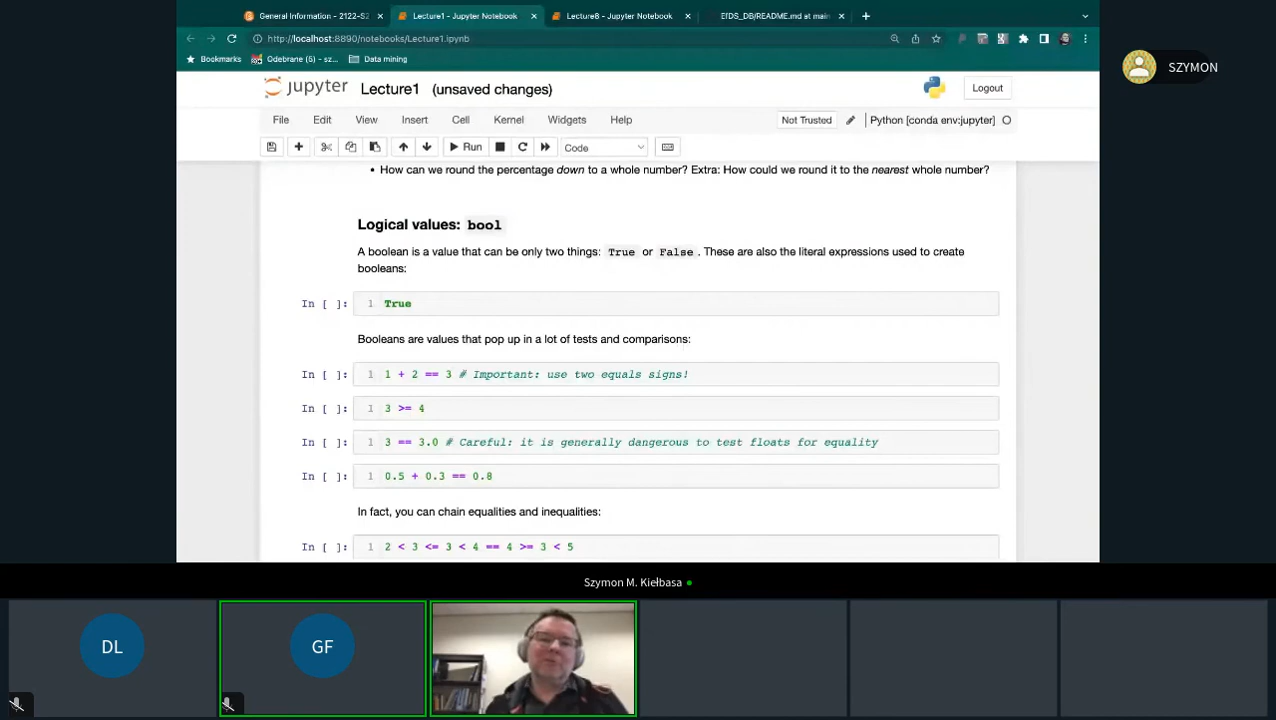 General Information - 2122-S2
Lecture1 - Jupyter Notebook
Lecture8 - Jupyter Notebook
EfDS_DB/README.md at main
http://localhost:8890/notebooks/Lecture1.ipynb
Bookmarks
Odebrane - sz...
Data mining
SZYMON
jupyter Lecture1 (unsaved changes)
Logout
File Edit View Insert Cell Kernel Widgets Help
Not Trusted
Python [conda env:jupyter]
Run
Code
• How can we round the percentage down to a whole number? Extra: How could we round it to the nearest whole number?
Logical values: bool
A boolean is a value that can be only two things: True or False . These are also the literal expressions used to create
booleans:
In [ ]: 1 True
Booleans are values that pop up in a lot of tests and comparisons:
In [ ]: 1 1 + 2 == 3 # Important: use two equals signs!
In [ ]: 1 3 >= 4
In [ ]: 1 3 == 3.0 # Careful: it is generally dangerous to test floats for equality
In [ ]: 1 0.5 + 0.3 == 0.8
In fact, you can chain equalities and inequalities:
In [ ]: 1 2 < 3 <= 3 < 4 == 4 >= 3 < 5
Szymon M. Kiełbasa
DL
GF